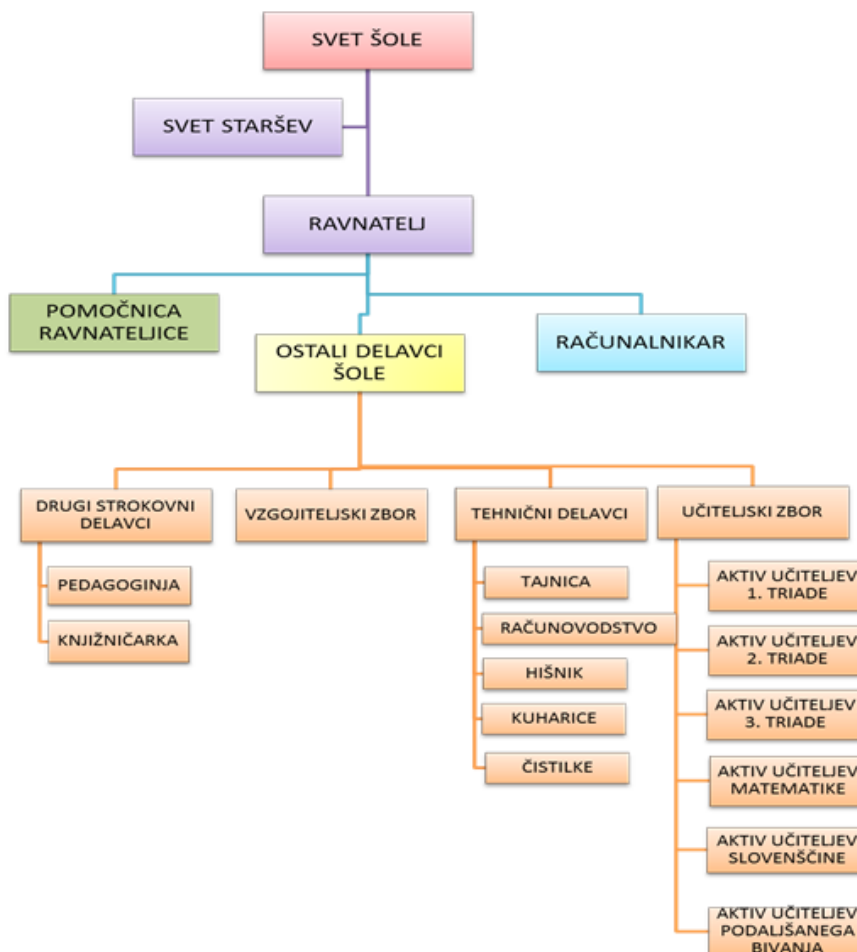 SVET ŠOLE
SVET STARŠEV
RAVNATELJ
POMOČNICA
RAVNATELJICE
OSTALI DELAVCI
ŠOLE
RAČUNALNIKAR
DRUGI STROKOVNI
DELAVCI
PEDAGOGINJA
KNJIŽNIČARKA
VZGOJITELJSKI ZBOR
TEHNIČNI DELAVCI
TAJNICA
RAČUNOVODSTVO
HIŠNIK
KUHARICE
ČISTILKE
UČITELJSKI ZBOR
AKTIV UČITELJEV
1. TRIADE
AKTIV UČITELJEV
2. TRIADE
AKTIV UČITELJEV
3. TRIADE
AKTIV UČITELJEV
MATEMATIKE
AKTIV UČITELJEV
SLOVENŠČINE
AKTIV UČITELJEV
PODALJŠANEGA
BIVANJA